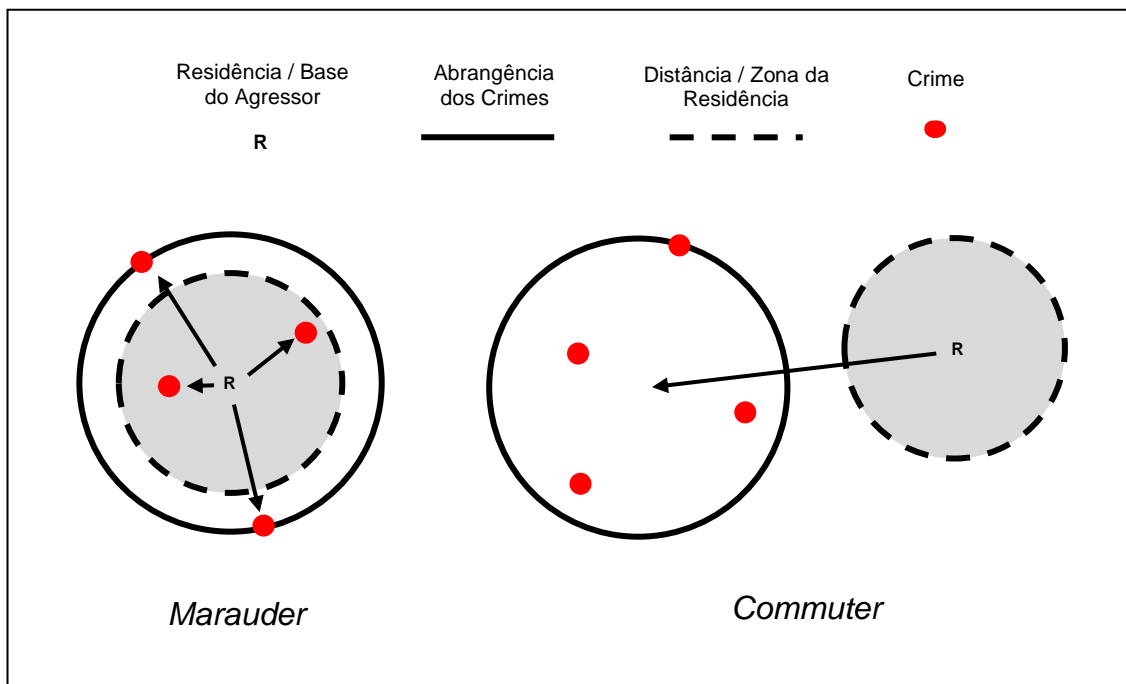 Residência / Base
do Agressor
R
Abrangência
dos Crimes
Distância / Zona da
Residência
Crime
R
R
Marauder
Commuter